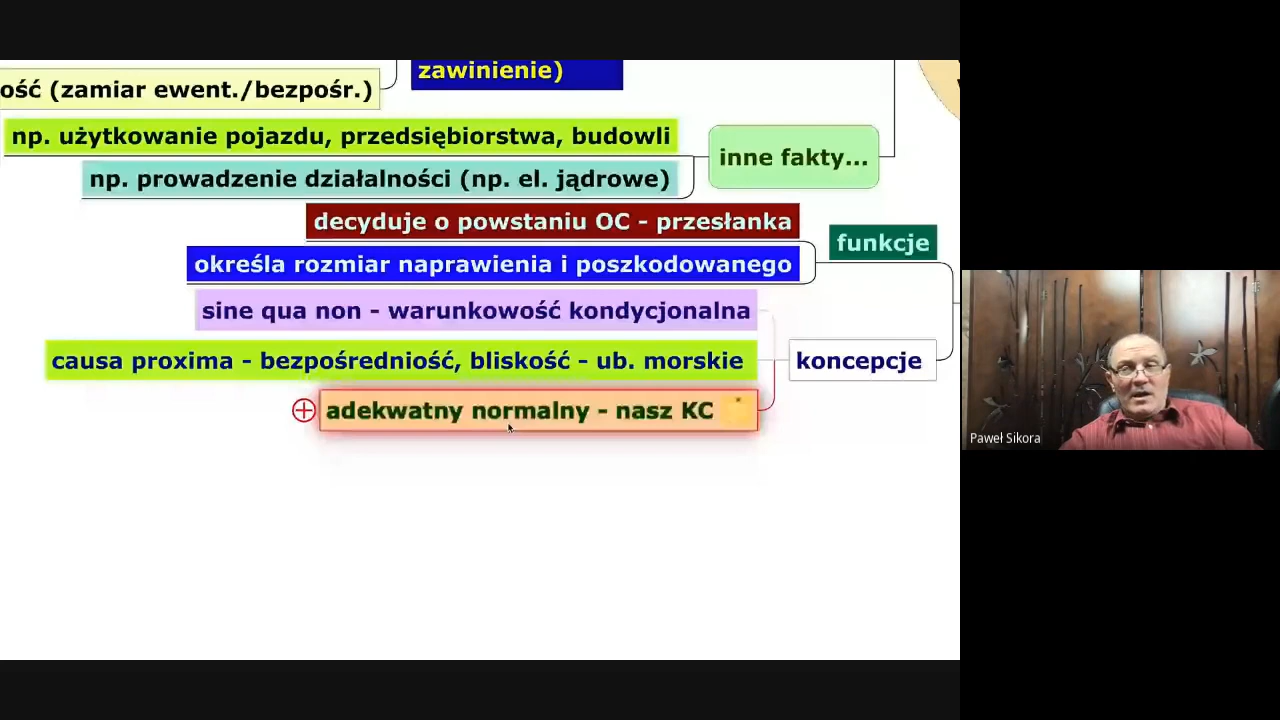 zawinienie)
ość (zamiar ewent./bezpośr.)
np. użytkowanie pojazdu, przedsiębiorstwa, budowli
inne fakty...
np. prowadzenie działalności (np. el. jądrowe)
decyduje o powstaniu OC - przesłanka
funkcje
określa rozmiar naprawienia i poszkodowanego
sine qua non - warunkowość kondycjonalna
causa proxima - bezpośredniość, bliskość - ub. morskie
koncepcje
adekwatny normalny - nasz KC
Paweł Sikora